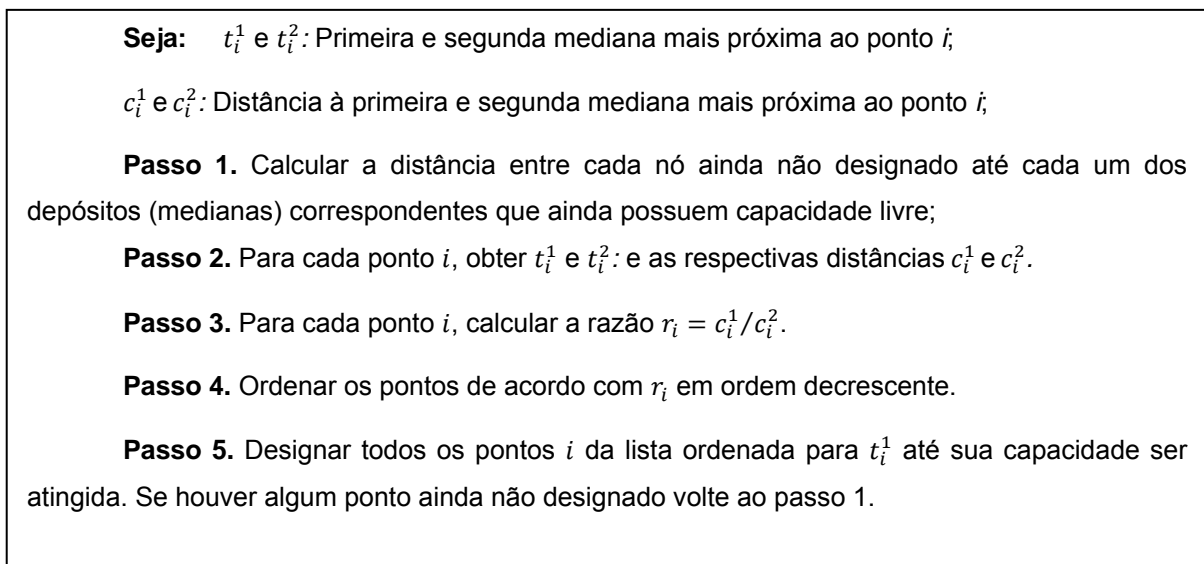 Seja: $t_i^1$ e $t_i^2$: Primeira e segunda mediana mais próxima ao ponto i;
$c_i^1$ e $c_i^2$: Distância à primeira e segunda mediana mais próxima ao ponto i;
Passo 1. Calcular a distância entre cada nó ainda não designado até cada um dos
depósitos (medianas) correspondentes que ainda possuem capacidade livre;
Passo 2. Para cada ponto $i$, obter $t_i^1$ e $t_i^2$: e as respectivas distâncias $c_i^1$ e $c_i^2$.
Passo 3. Para cada ponto $i$, calcular a razão $r_i = c_i^1/c_i^2$.
Passo 4. Ordenar os pontos de acordo com $r_i$ em ordem decrescente.
Passo 5. Designar todos os pontos $i$ da lista ordenada para $t_i^1$ até sua capacidade ser
atingida. Se houver algum ponto ainda não designado volte ao passo 1.